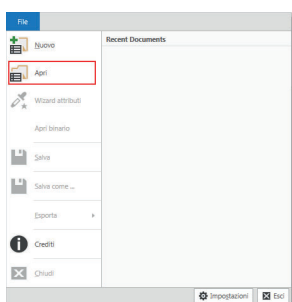 File
Nuovo
Recent Documents
Apri
Wizard attributi
Apri binario
Salva
Salva come ...
Esporta
Crediti
Chiudi
Impostazioni
Esci